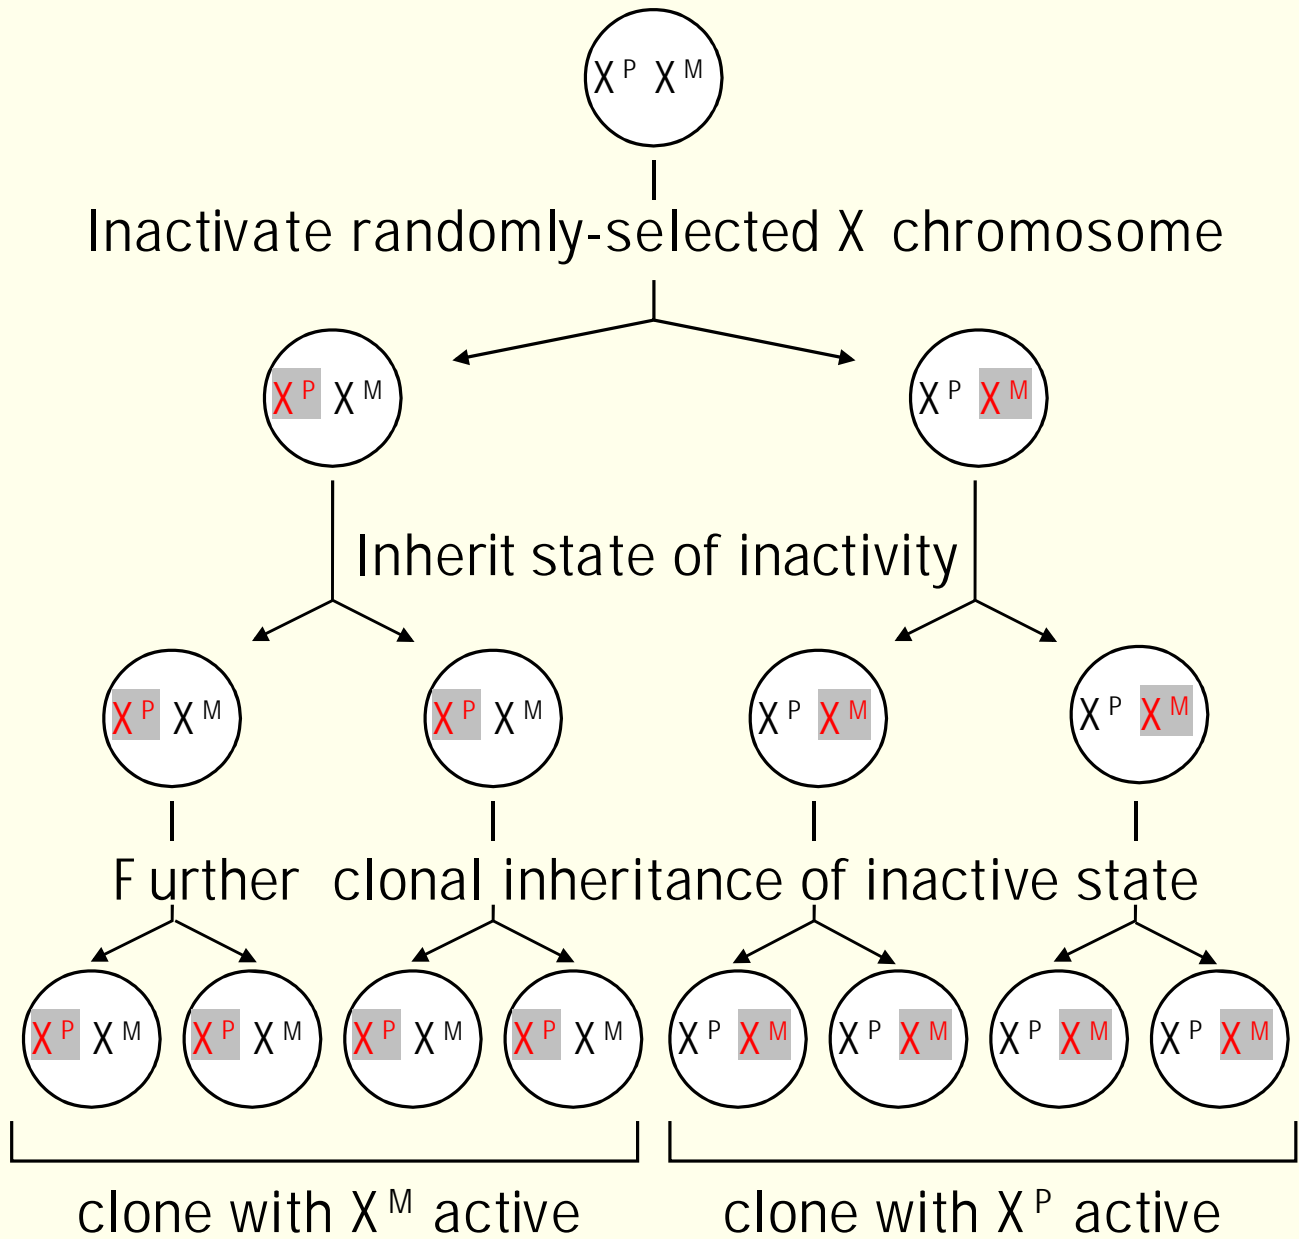 X P X M
Inactivate randomly-selected X chromosome
X P X M X P X M
Inherit state of inactivity
X P X M X P X M X P X M X P X M
Further clonal inheritance of inactive state
X P X M X P X M X P X M X P X M X P X M X P X M X P X M X P X M
clone with X M active clone with X P active